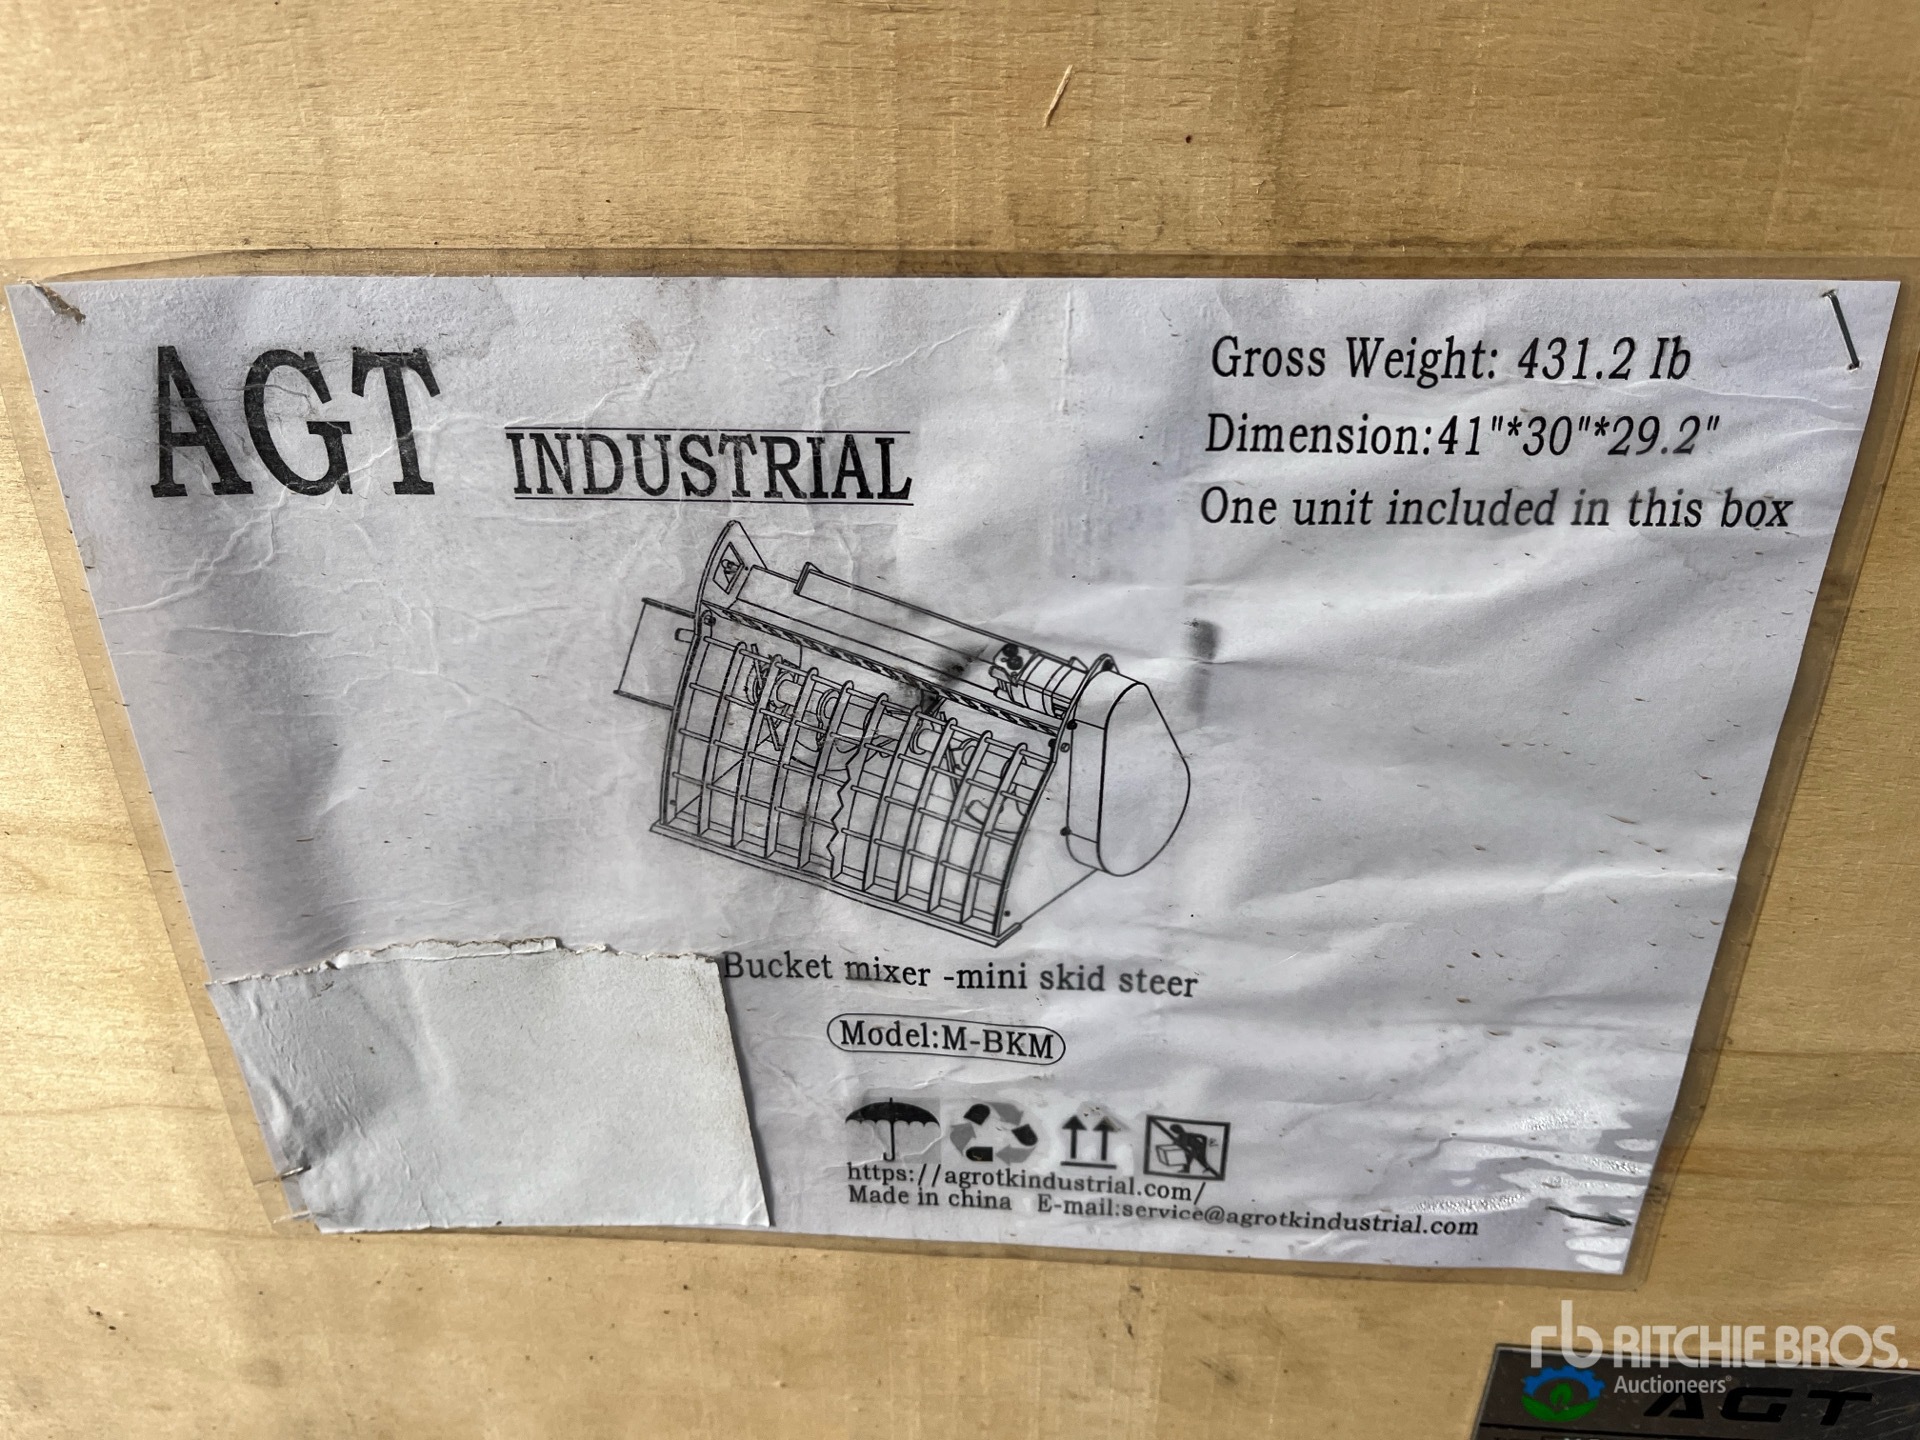 AGT INDUSTRIAL
Gross Weight: 431.2 Ib
Dimension:41"*30"*29.2"
One unit included in this box
Bucket mixer -mini skid steer
Model:M-BKM
https://agrotkindustrial.com/
Made in china E-mail:service@agrotkindustrial.com
rb RITCHIE BROS.
Auctioneers
AGT